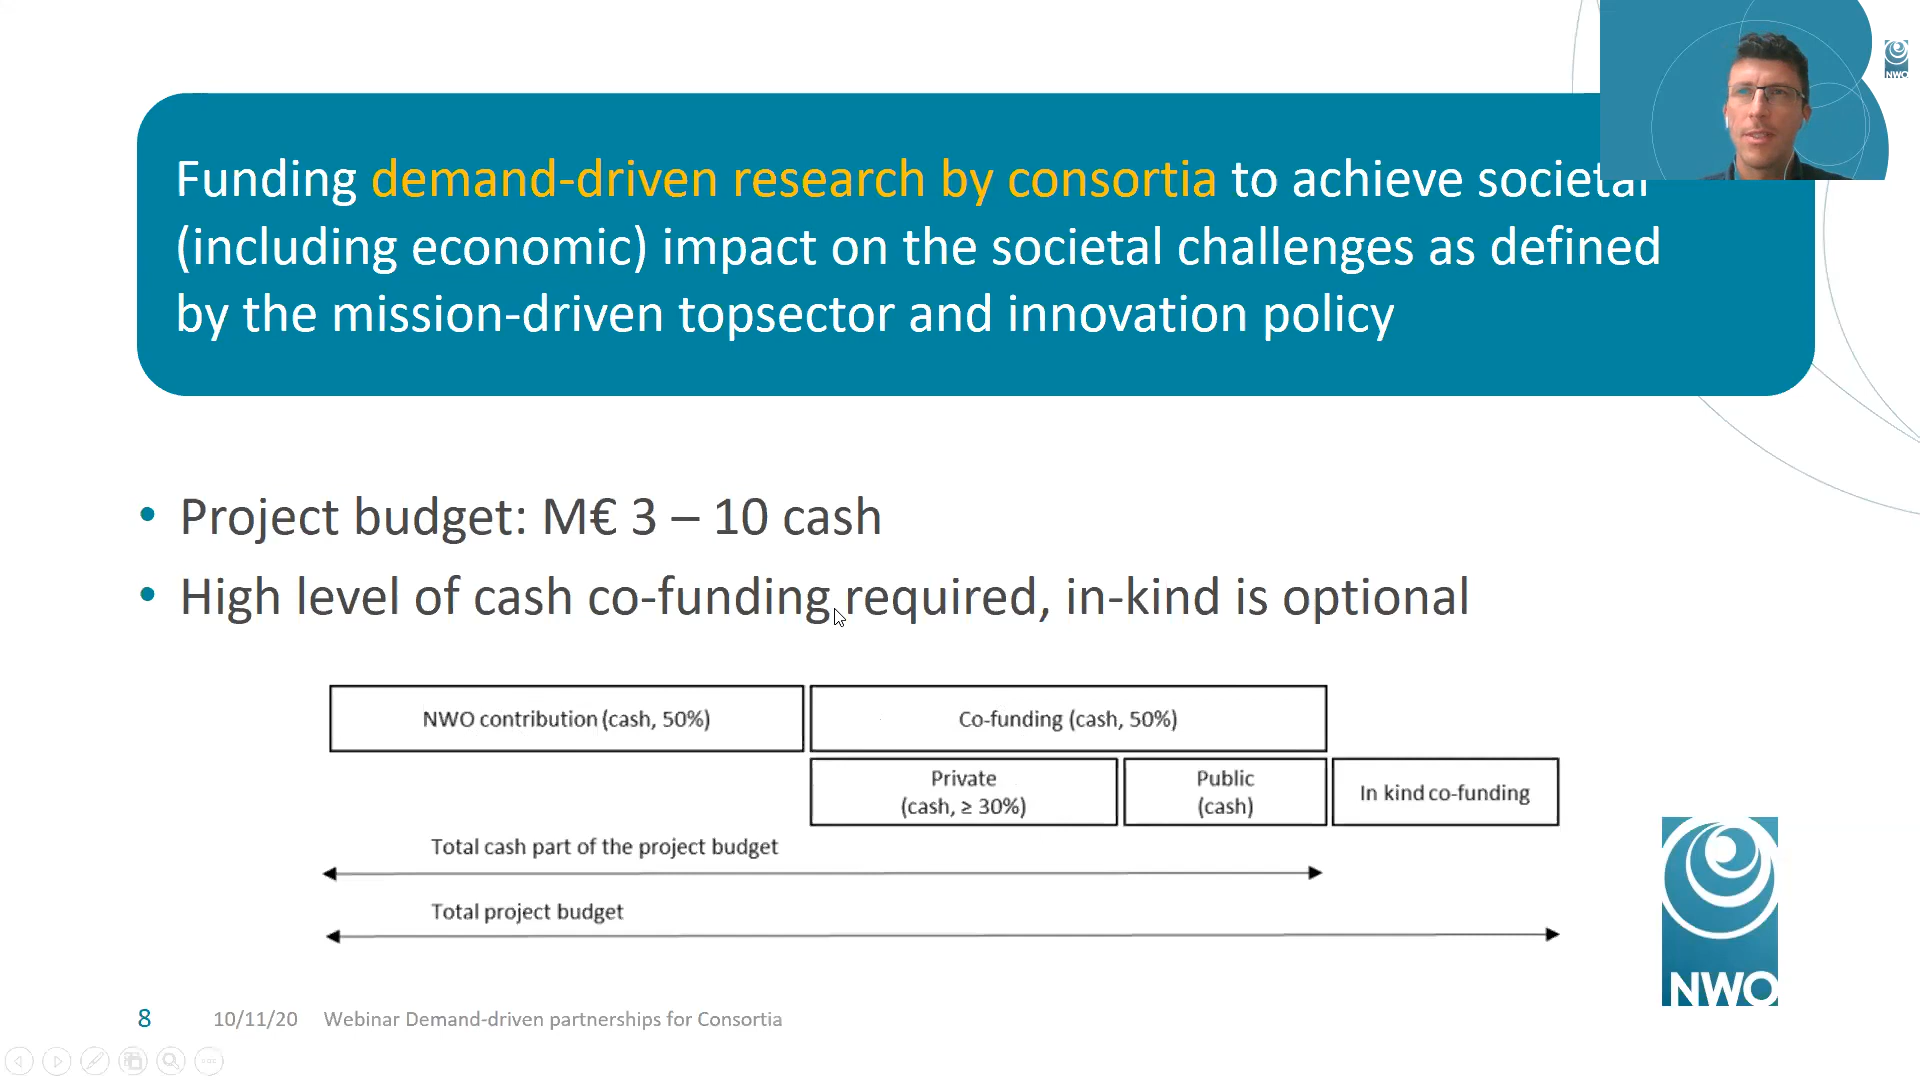 NWO
Funding demand-driven research by consortia to achieve societal
(including economic) impact on the societal challenges as defined
by the mission-driven topsector and innovation policy
• Project budget: M€ 3 – 10 cash
• High level of cash co-funding required, in-kind is optional
NWO contribution (cash, 50%)
Co-funding (cash, 50%)
Private
(cash, ≥ 30%)
Public
(cash)
In kind co-funding
Total cash part of the project budget
Total project budget
NWO
8 10/11/20 Webinar Demand-driven partnerships for Consortia